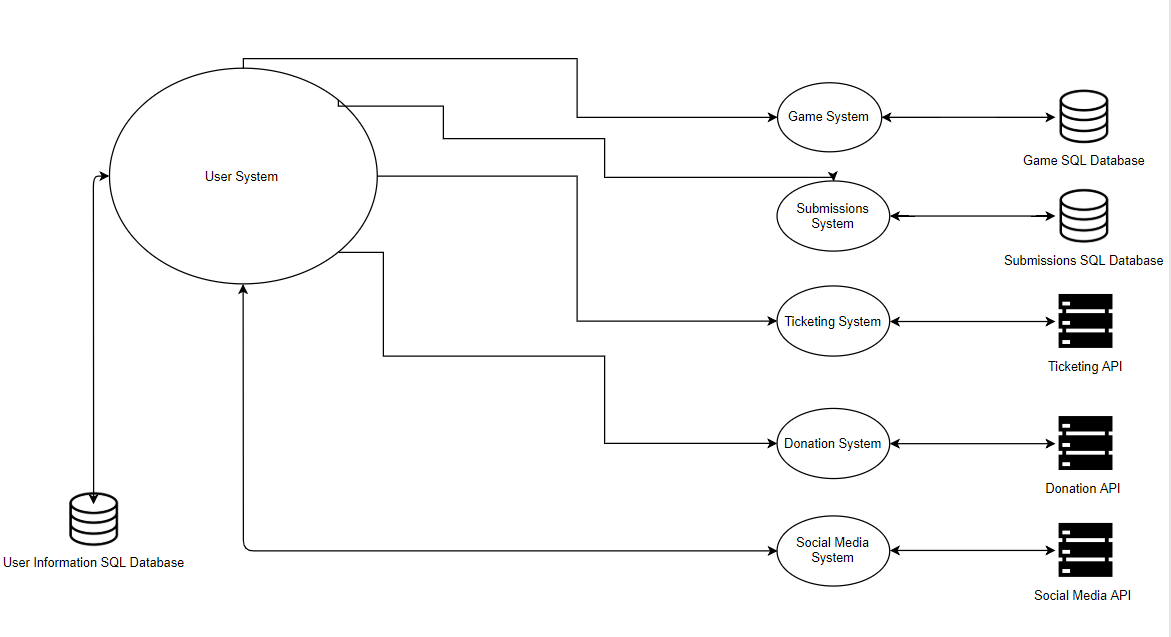 User System
Game System
Game SQL Database
Submissions
System
Submissions SQL Database
Ticketing System
Ticketing API
Donation System
Donation API
Social Media
System
Social Media API
User Information SQL Database